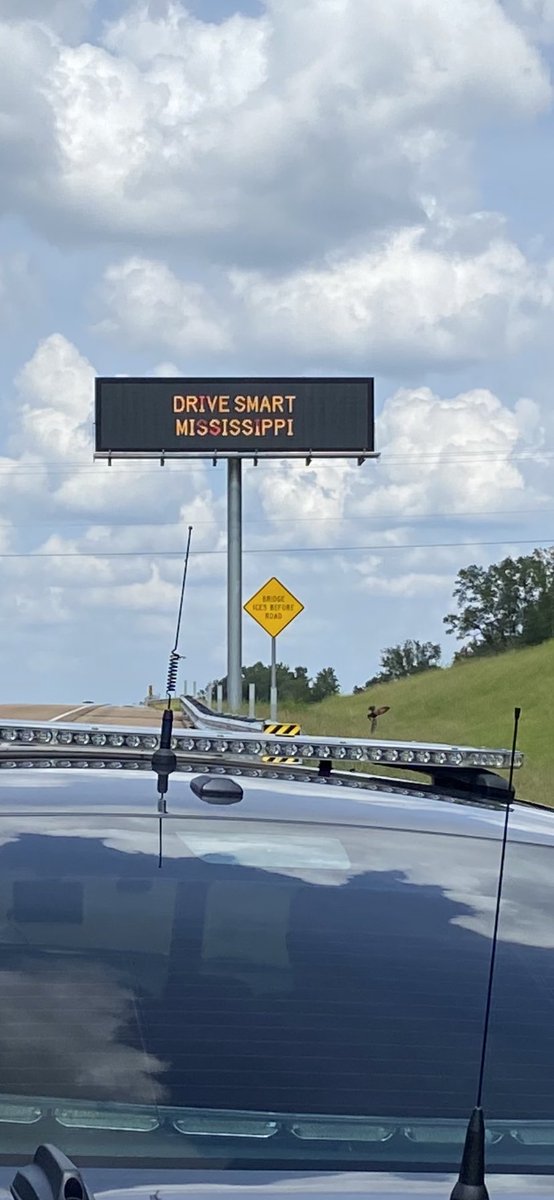 DRIVE SMART
MISSISSIPPI
BRIDGE
ICES BEFORE
ROAD